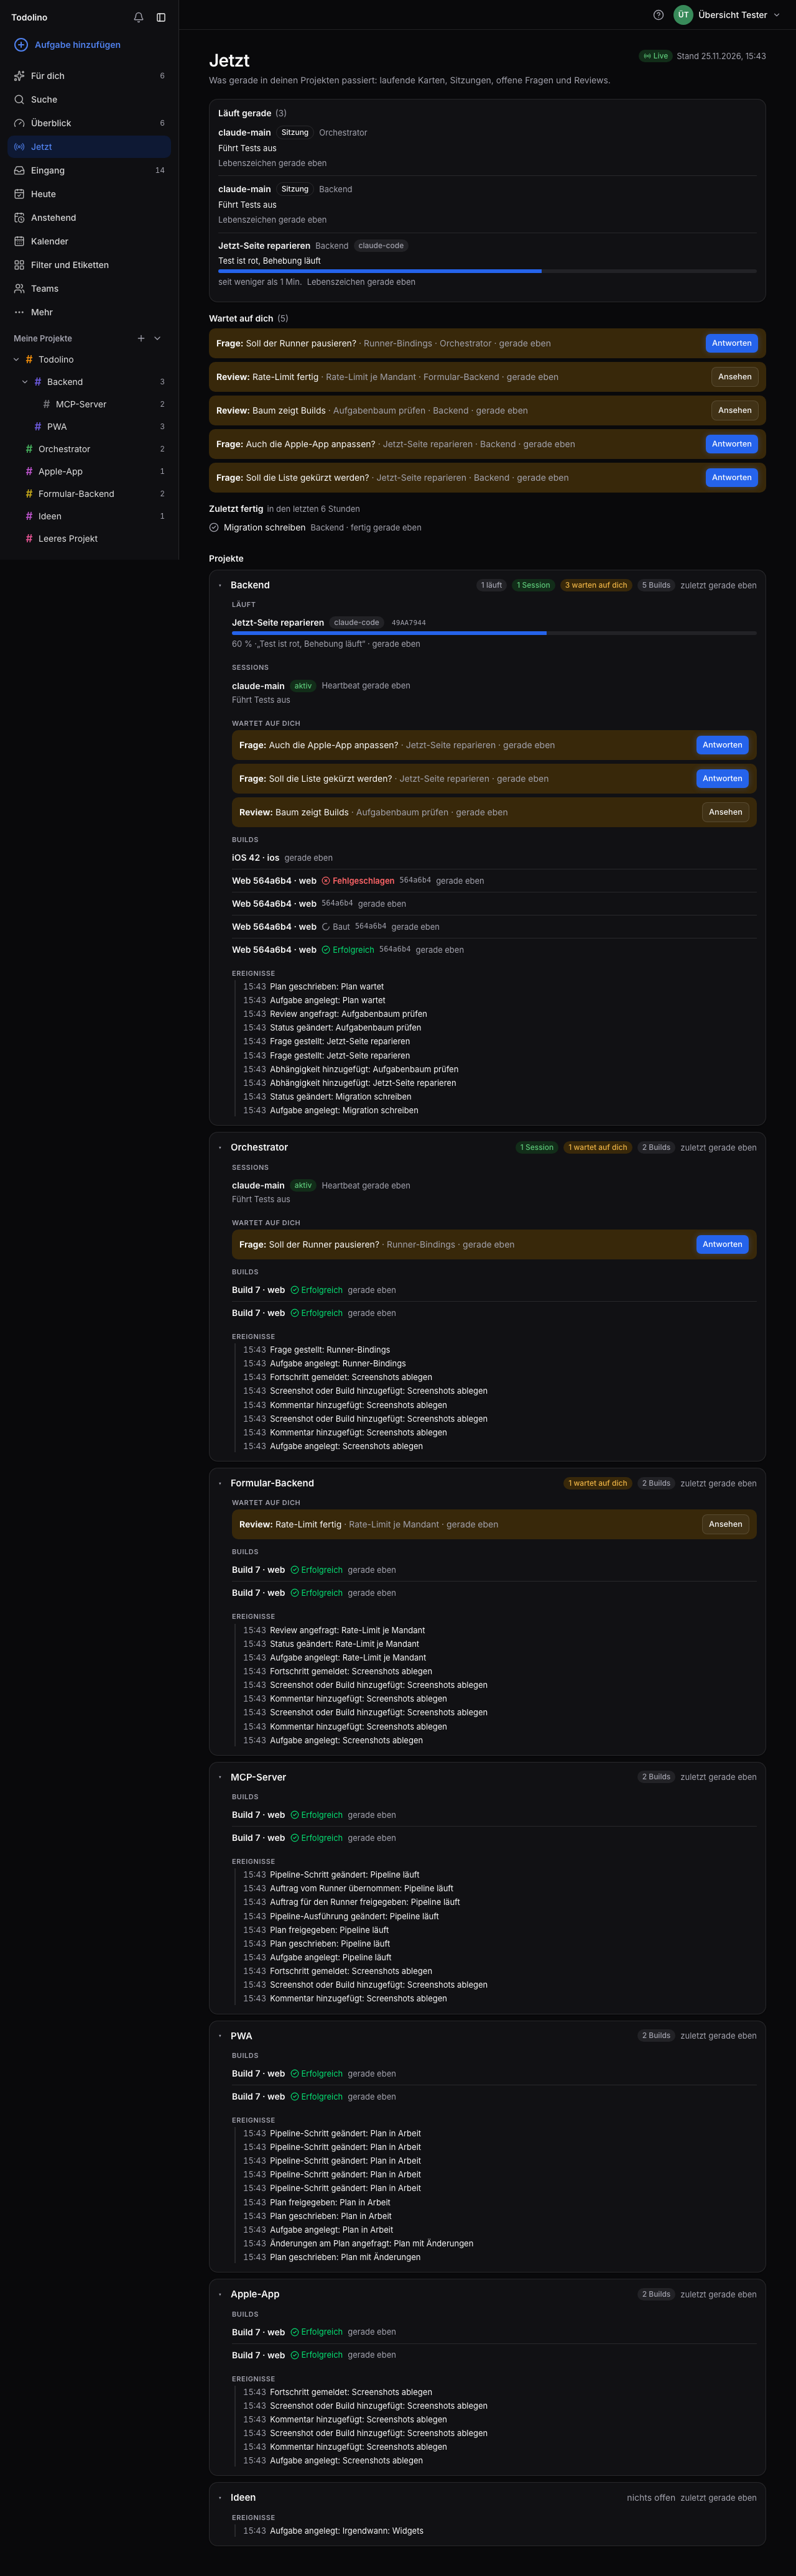 Todolino
Aufgabe hinzufügen
Für dich 6
Suche
Überblick 6
Jetzt
Eingang 14
Heute
Anstehend
Kalender
Filter und Etiketten
Teams
Mehr
Meine Projekte
# Todolino
# Backend 3
# MCP-Server 2
# PWA 3
# Orchestrator 2
# Apple-App 1
# Formular-Backend 2
# Ideen 1
# Leeres Projekt
ÜT Übersicht Tester
Jetzt
Live Stand 25.11.2026, 15:43
Was gerade in deinen Projekten passiert: laufende Karten, Sitzungen, offene Fragen und Reviews.
Läuft gerade (3)
claude-main Sitzung Orchestrator
Führt Tests aus
Lebenszeichen gerade eben
claude-main Sitzung Backend
Führt Tests aus
Lebenszeichen gerade eben
Jetzt-Seite reparieren Backend claude-code
Test ist rot, Behebung läuft
seit weniger als 1 Min. Lebenszeichen gerade eben
Wartet auf dich (5)
Frage: Soll der Runner pausieren? · Runner-Bindings · Orchestrator · gerade eben Antworten
Review: Rate-Limit fertig · Rate-Limit je Mandant · Formular-Backend · gerade eben Ansehen
Review: Baum zeigt Builds · Aufgabenbaum prüfen · Backend · gerade eben Ansehen
Frage: Auch die Apple-App anpassen? · Jetzt-Seite reparieren · Backend · gerade eben Antworten
Frage: Soll die Liste gekürzt werden? · Jetzt-Seite reparieren · Backend · gerade eben Antworten
Zuletzt fertig in den letzten 6 Stunden
Migration schreiben Backend · fertig gerade eben
Projekte
Backend 1 läuft 1 Session 3 warten auf dich 5 Builds zuletzt gerade eben
LÄUFT
Jetzt-Seite reparieren claude-code 49AA7944
60 % · „Test ist rot, Behebung läuft“ · gerade eben
SESSIONS
claude-main aktiv Heartbeat gerade eben
Führt Tests aus
WARTET AUF DICH
Frage: Auch die Apple-App anpassen? · Jetzt-Seite reparieren · gerade eben Antworten
Frage: Soll die Liste gekürzt werden? · Jetzt-Seite reparieren · gerade eben Antworten
Review: Baum zeigt Builds · Aufgabenbaum prüfen · gerade eben Ansehen
BUILDS
iOS 42 · ios gerade eben
Web 564a6b4 · web Fehlgeschlagen 564a6b4 gerade eben
Web 564a6b4 · web 564a6b4 gerade eben
Web 564a6b4 · web Baut 564a6b4 gerade eben
Web 564a6b4 · web Erfolgreich 564a6b4 gerade eben
EREIGNISSE
15:43 Plan geschrieben: Plan wartet
15:43 Aufgabe angelegt: Plan wartet
15:43 Review angefragt: Aufgabenbaum prüfen
15:43 Status geändert: Aufgabenbaum prüfen
15:43 Frage gestellt: Jetzt-Seite reparieren
15:43 Frage gestellt: Jetzt-Seite reparieren
15:43 Abhängigkeit hinzugefügt: Aufgabenbaum prüfen
15:43 Abhängigkeit hinzugefügt: Jetzt-Seite reparieren
15:43 Status geändert: Migration schreiben
15:43 Aufgabe angelegt: Migration schreiben
Orchestrator 1 Session 1 wartet auf dich 2 Builds zuletzt gerade eben
SESSIONS
claude-main aktiv Heartbeat gerade eben
Führt Tests aus
WARTET AUF DICH
Frage: Soll der Runner pausieren? · Runner-Bindings · gerade eben Antworten
BUILDS
Build 7 · web Erfolgreich gerade eben
Build 7 · web Erfolgreich gerade eben
EREIGNISSE
15:43 Frage gestellt: Runner-Bindings
15:43 Aufgabe angelegt: Runner-Bindings
15:43 Fortschritt gemeldet: Screenshots ablegen
15:43 Screenshot oder Build hinzugefügt: Screenshots ablegen
15:43 Kommentar hinzugefügt: Screenshots ablegen
15:43 Screenshot oder Build hinzugefügt: Screenshots ablegen
15:43 Kommentar hinzugefügt: Screenshots ablegen
15:43 Aufgabe angelegt: Screenshots ablegen
Formular-Backend 1 wartet auf dich 2 Builds zuletzt gerade eben
WARTET AUF DICH
Review: Rate-Limit fertig · Rate-Limit je Mandant · gerade eben Ansehen
BUILDS
Build 7 · web Erfolgreich gerade eben
Build 7 · web Erfolgreich gerade eben
EREIGNISSE
15:43 Review angefragt: Rate-Limit je Mandant
15:43 Status geändert: Rate-Limit je Mandant
15:43 Aufgabe angelegt: Rate-Limit je Mandant
15:43 Fortschritt gemeldet: Screenshots ablegen
15:43 Screenshot oder Build hinzugefügt: Screenshots ablegen
15:43 Kommentar hinzugefügt: Screenshots ablegen
15:43 Screenshot oder Build hinzugefügt: Screenshots ablegen
15:43 Kommentar hinzugefügt: Screenshots ablegen
15:43 Aufgabe angelegt: Screenshots ablegen
MCP-Server 2 Builds zuletzt gerade eben
BUILDS
Build 7 · web Erfolgreich gerade eben
Build 7 · web Erfolgreich gerade eben
EREIGNISSE
15:43 Pipeline-Schritt geändert: Pipeline läuft
15:43 Auftrag vom Runner übernommen: Pipeline läuft
15:43 Auftrag für den Runner freigegeben: Pipeline läuft
15:43 Pipeline-Ausführung geändert: Pipeline läuft
15:43 Plan freigegeben: Pipeline läuft
15:43 Plan geschrieben: Pipeline läuft
15:43 Aufgabe angelegt: Pipeline läuft
15:43 Fortschritt gemeldet: Screenshots ablegen
15:43 Screenshot oder Build hinzugefügt: Screenshots ablegen
15:43 Kommentar hinzugefügt: Screenshots ablegen
PWA 2 Builds zuletzt gerade eben
BUILDS
Build 7 · web Erfolgreich gerade eben
Build 7 · web Erfolgreich gerade eben
EREIGNISSE
15:43 Pipeline-Schritt geändert: Plan in Arbeit
15:43 Pipeline-Schritt geändert: Plan in Arbeit
15:43 Pipeline-Schritt geändert: Plan in Arbeit
15:43 Pipeline-Schritt geändert: Plan in Arbeit
15:43 Pipeline-Schritt geändert: Plan in Arbeit
15:43 Plan freigegeben: Plan in Arbeit
15:43 Plan geschrieben: Plan in Arbeit
15:43 Aufgabe angelegt: Plan in Arbeit
15:43 Änderungen am Plan angefragt: Plan mit Änderungen
15:43 Plan geschrieben: Plan mit Änderungen
Apple-App 2 Builds zuletzt gerade eben
BUILDS
Build 7 · web Erfolgreich gerade eben
Build 7 · web Erfolgreich gerade eben
EREIGNISSE
15:43 Fortschritt gemeldet: Screenshots ablegen
15:43 Screenshot oder Build hinzugefügt: Screenshots ablegen
15:43 Kommentar hinzugefügt: Screenshots ablegen
15:43 Screenshot oder Build hinzugefügt: Screenshots ablegen
15:43 Kommentar hinzugefügt: Screenshots ablegen
15:43 Aufgabe angelegt: Screenshots ablegen
Ideen nichts offen zuletzt gerade eben
EREIGNISSE
15:43 Aufgabe angelegt: Irgendwann: Widgets